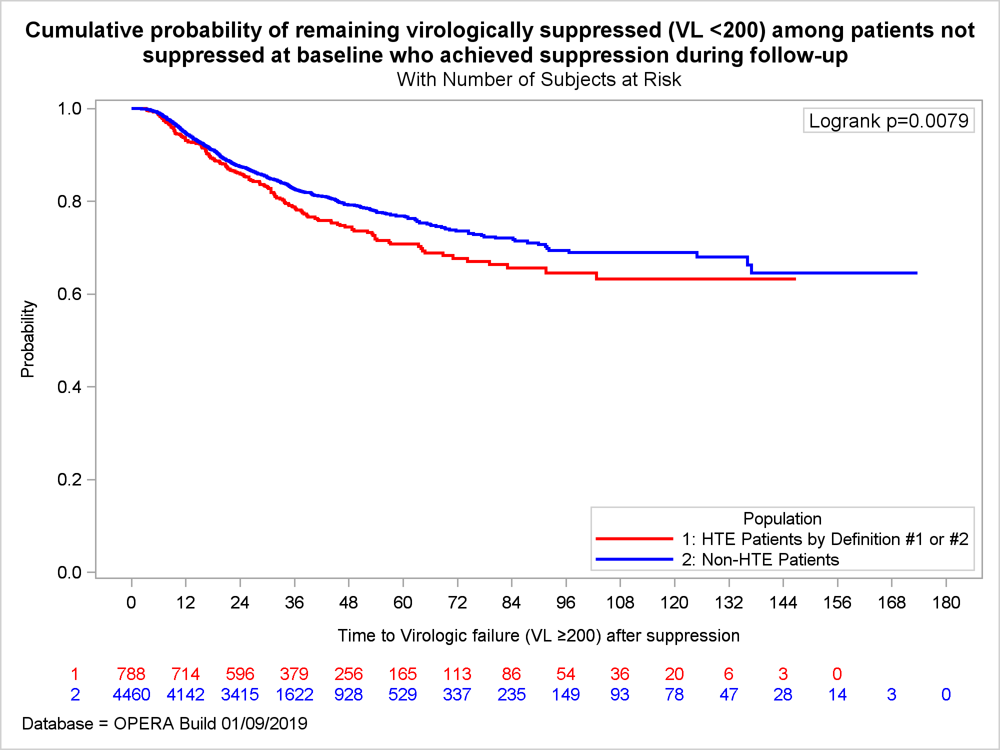 Cumulative probability of remaining virologically suppressed (VL <200) among patients not
suppressed at baseline who achieved suppression during follow-up
With Number of Subjects at Risk
1.0
Logrank p=0.0079
0.8
0.6
Probability
0.4
0.2
Population
1: HTE Patients by Definition #1 or #2
2: Non-HTE Patients
0.0
0 12 24 36 48 60 72 84 96 108 120 132 144 156 168 180
Time to Virologic failure (VL ≥200) after suppression
1 788 714 596 379 256 165 113 86 54 36 20 6 3 0
2 4460 4142 3415 1622 928 529 337 235 149 93 78 47 28 14 3 0
Database = OPERA Build 01/09/2019